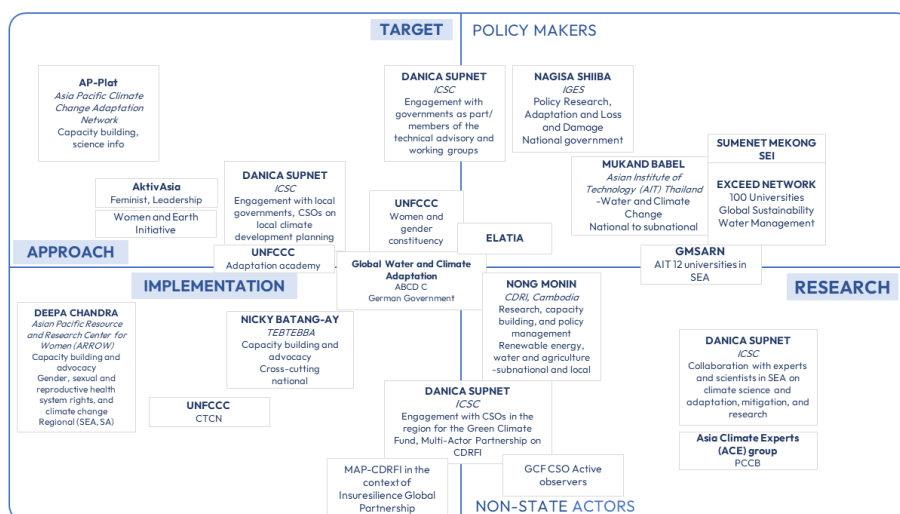 TARGET
POLICY MAKERS
AP-Plat
Asia Pacific Climate
Change Adaptation
Network
Capacity building,
science info
DANICA SUPNET
ICSC
Engagement with
governments as part/
members of the
technical advisory and
working groups
NAGISA SHIIBA
IGES
Policy Research,
Adaptation and Loss
and Damage
National government
SUMENET MEKONG
SEI
MUKAND BABEL
Asian Institute of
Technology (AIT) Thailand
-Water and Climate
Change
National to subnational
EXCEED NETWORK
100 Universities
Global Sustainability
Water Management
AktivAsia
Feminist, Leadership
Women and Earth
Initiative
DANICA SUPNET
ICSC
Engagement with local
governments, CSOs on
local climate
development planning
UNFCCC
Women and
gender
constituency
ELATIA
APPROACH
UNFCCC
Adaptation academy
Global Water and Climate
Adaptation
ABCD C
German Government
GMSARN
AIT 12 universities in
SEA
IMPLEMENTATION
RESEARCH
NONG MONIN
CDRI, Cambodia
Research, capacity
building, and policy
management
Renewable energy,
water and agriculture
-subnational and local
DEEPA CHANDRA
Asian Pacific Resource
and Research Center for
Women (ARROW)
Capacity building and
advocacy
Gender, sexual and
reproductive health
system rights, and
climate change
Regional (SEA, SA)
NICKY BATANG-AY
TEBTEBBA
Capacity building and
advocacy
Cross-cutting
national
DANICA SUPNET
ICSC
Collaboration with experts
and scientists in SEA on
climate science and
adaptation, mitigation, and
research
UNFCCC
CTCN
DANICA SUPNET
ICSC
Engagement with CSOs in the
region for the Green Climate
Fund, Multi-Actor Partnership on
CDRFI
Asia Climate Experts
(ACE) group
PCCB
MAP-CDRFI in the
context of
Insuresilience Global
Partnership
GCF CSO Active
observers
NON-STATE ACTORS